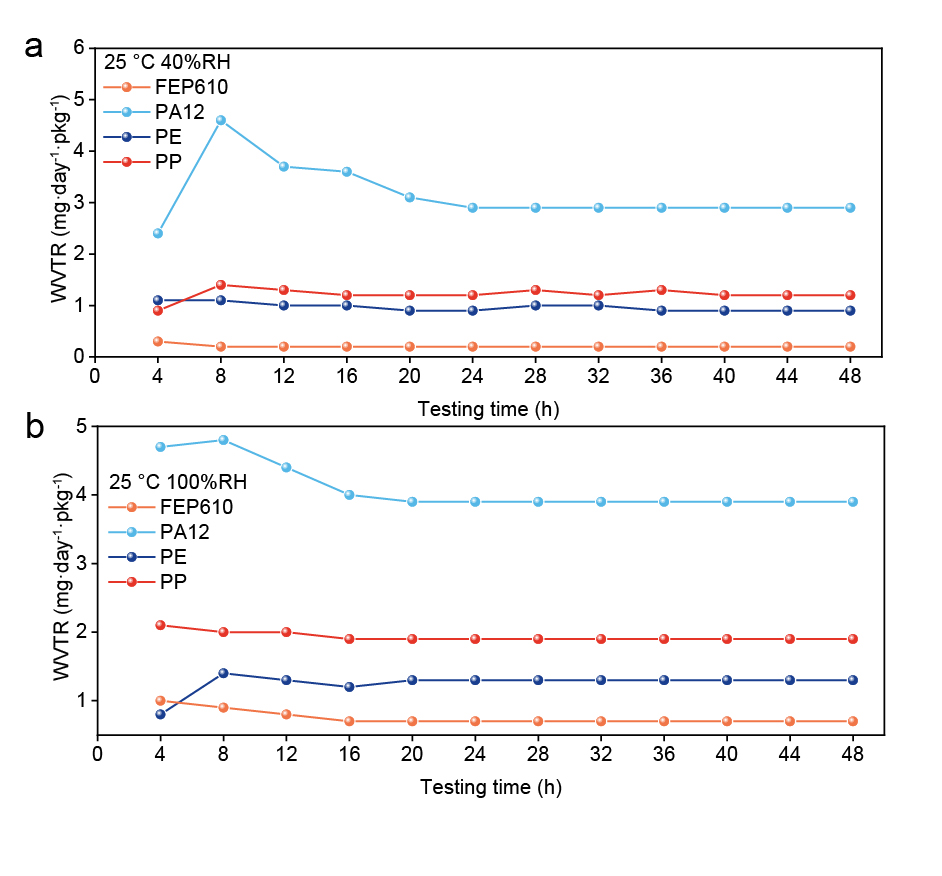 a
6
5
4
3
2
1
0
WVTR (mg·day⁻¹·pkg⁻¹)
25 °C 40%RH
FEP610
PA12
PE
PP
0 4 8 12 16 20 24 28 32 36 40 44 48
Testing time (h)
b
5
4
3
2
1
WVTR (mg·day⁻¹·pkg⁻¹)
25 °C 100%RH
FEP610
PA12
PE
PP
0 4 8 12 16 20 24 28 32 36 40 44 48
Testing time (h)